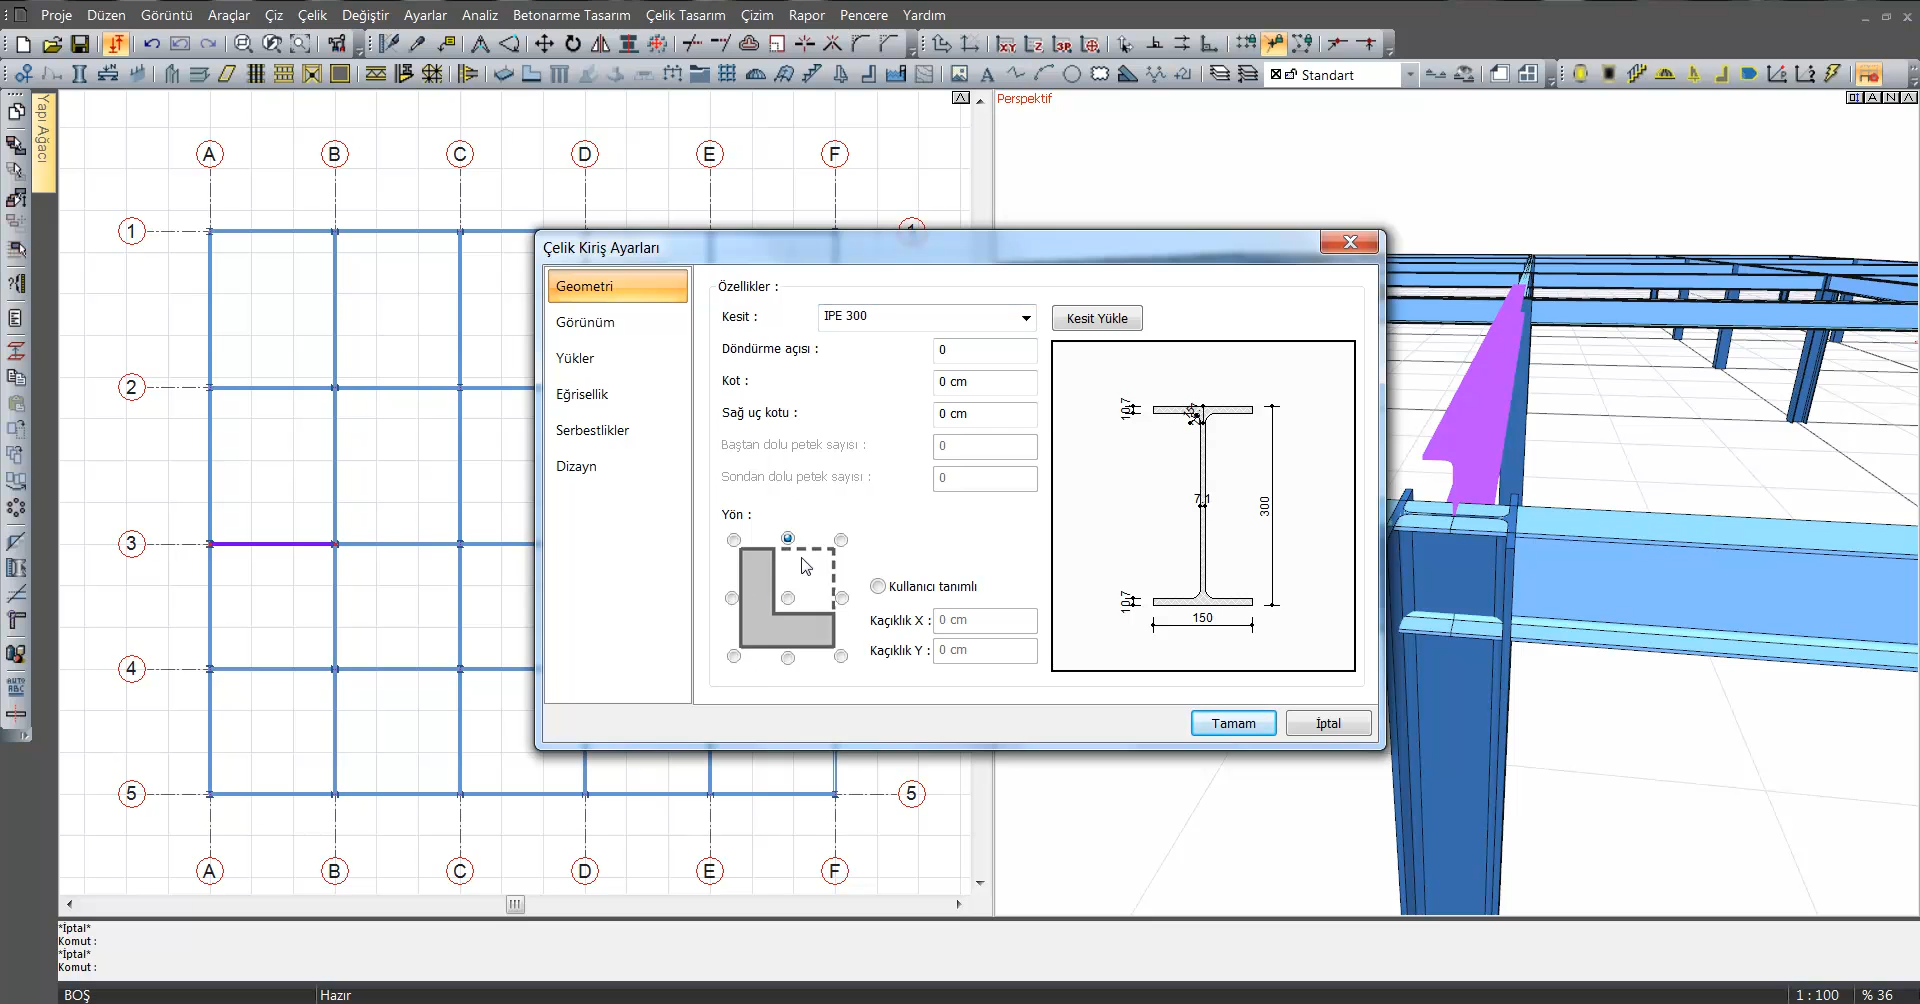 Proje Düzen Görüntü Araçlar Çiz Çelik Değiştir Ayarlar Analiz Betonarme Tasarım Çelik Tasarım Çizim Rapor Pencere Yardım
Standart
Yapı Ağacı
Perspektif
A B C D E F
1 1
2
3
4
5 5
A B C D E F
Çelik Kiriş Ayarları
Geometri
Görünüm
Yükler
Eğrisellik
Serbestlikler
Dizayn
Özellikler :
Kesit : IPE 300 Kesit Yükle
Döndürme açısı : 0
Kot : 0 cm
Sağ uç kotu : 0 cm
Baştan dolu petek sayısı : 0
Sondan dolu petek sayısı : 0
Yön :
Kullanıcı tanımlı
Kaçıklık X : 0 cm
Kaçıklık Y : 0 cm
10.7
7.1
300
10.7
150
Tamam İptal
*İptal*
Komut :
*İptal*
Komut :
BOŞ Hazır 1 : 100 % 36